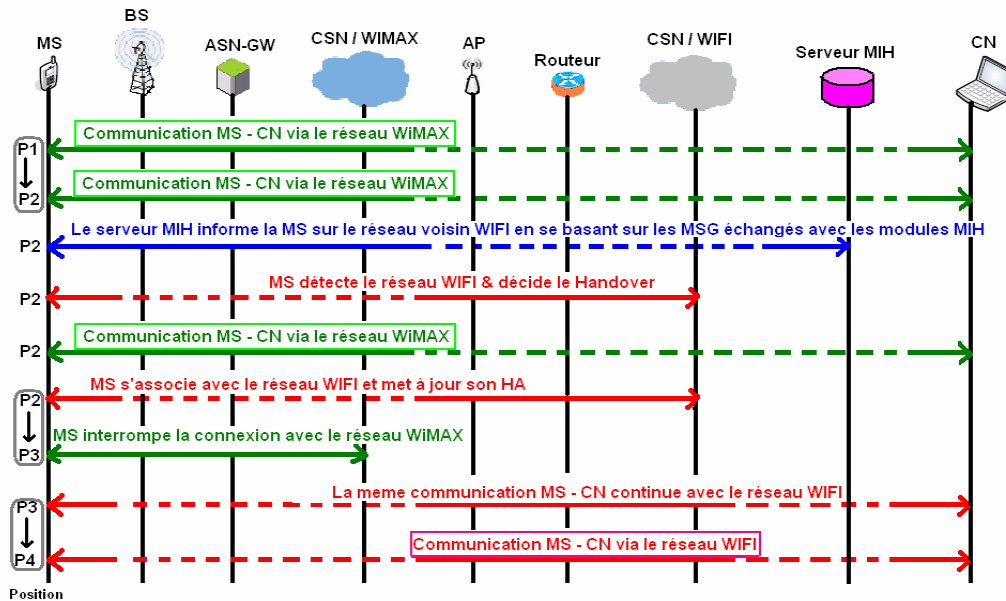 MS
BS
ASN-GW
CSN / WIMAX
AP
Routeur
CSN / WIFI
Serveur MIH
CN
P1
Communication MS - CN via le réseau WiMAX
P2
Communication MS - CN via le réseau WiMAX
P2
Le serveur MIH informe la MS sur le réseau voisin WIFI en se basant sur les MSG échangés avec les modules MIH
P2
MS détecte le réseau WIFI & décide le Handover
P2
Communication MS - CN via le réseau WiMAX
P2
MS s'associe avec le réseau WIFI et met à jour son HA
P3
MS interrompe la connexion avec le réseau WiMAX
P3
La meme communication MS - CN continue avec le réseau WIFI
P4
Communication MS - CN via le réseau WIFI
Position